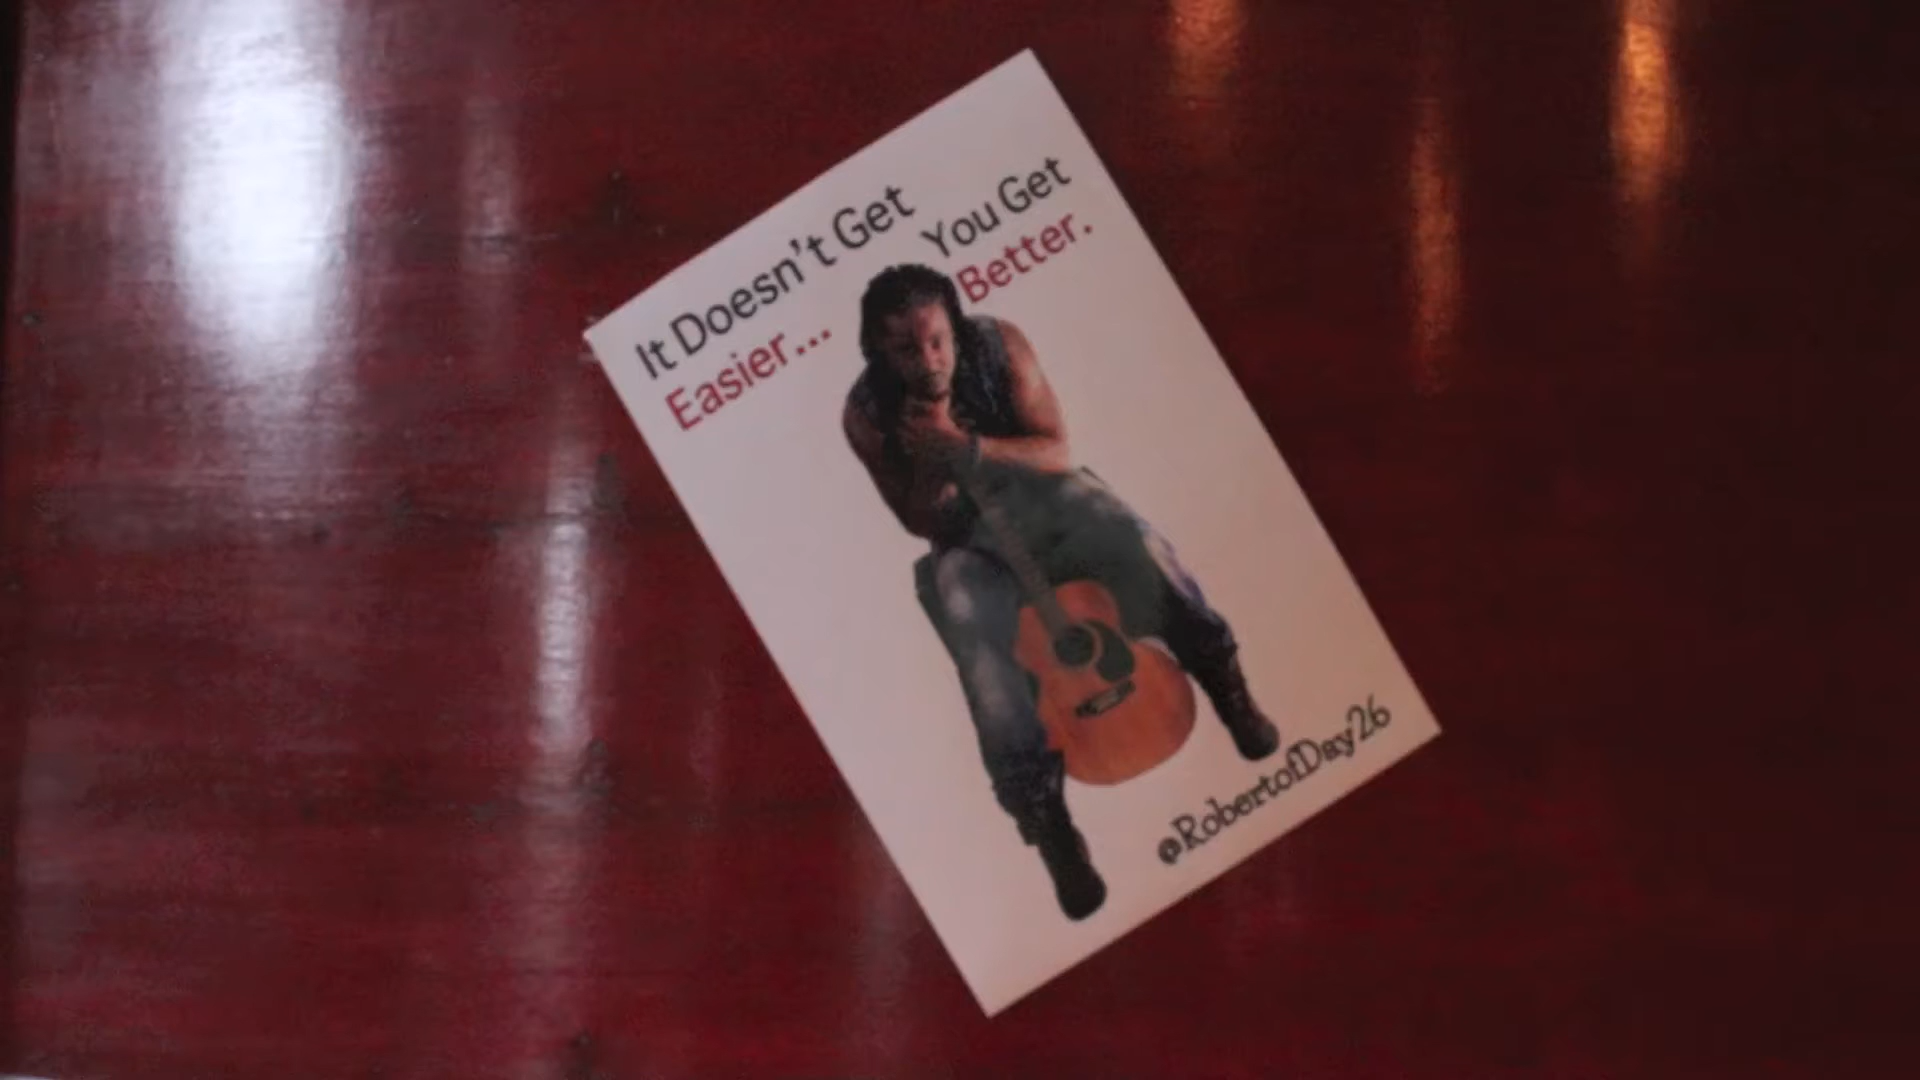 It Doesn't Get
Easier...
You Get
Better.
@RobertofDay26